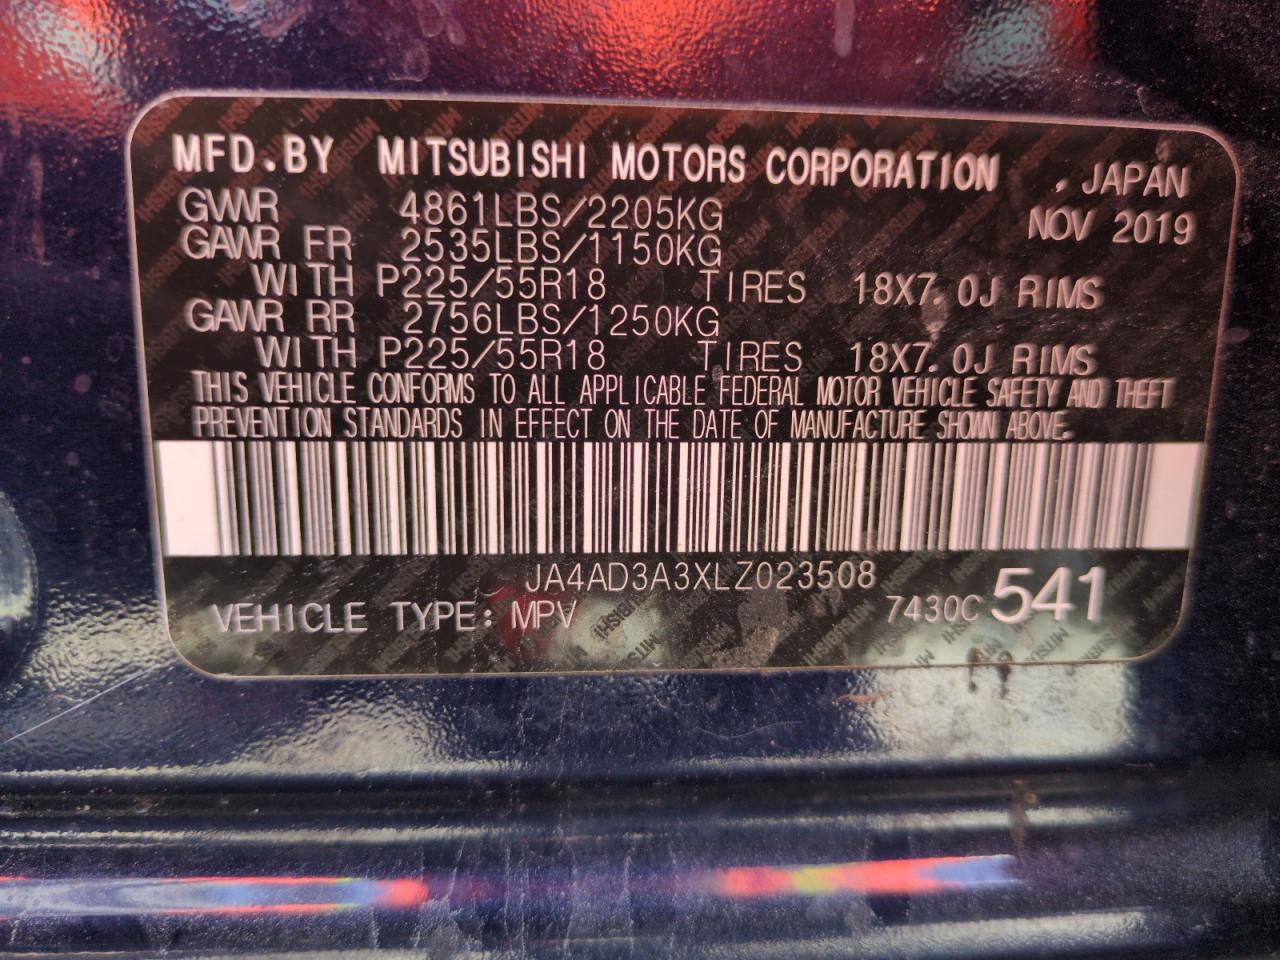 MFD.BY MITSUBISHI MOTORS CORPORATION , JAPAN
GVWR 4861LBS/2205KG NOV 2019
GAWR FR 2535LBS/1150KG
WITH P225/55R18 TIRES 18X7.0J RIMS
GAWR RR 2756LBS/1250KG
WITH P225/55R18 TIRES 18X7.0J RIMS
THIS VEHICLE CONFORMS TO ALL APPLICABLE FEDERAL MOTOR VEHICLE SAFETY AND THEFT
PREVENTION STANDARDS IN EFFECT ON THE DATE OF MANUFACTURE SHOWN ABOVE.
JA4AD3A3XLZ023508
VEHICLE TYPE: MPV 7430C 541